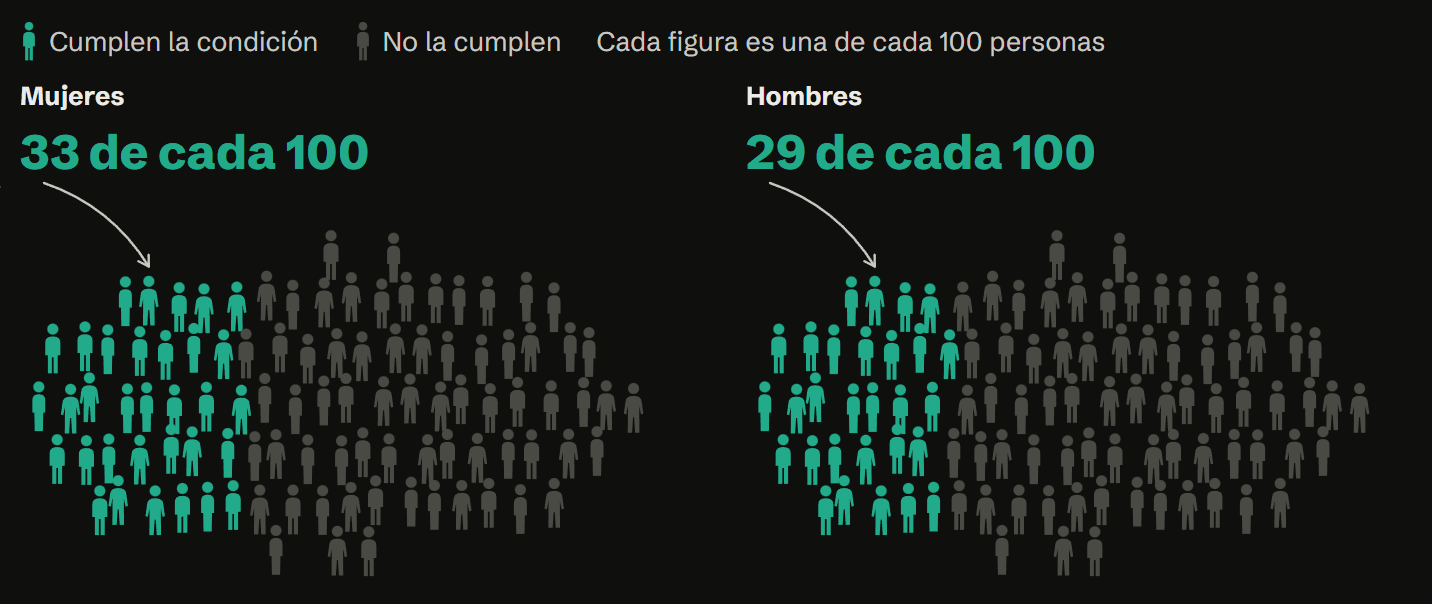 Cumplen la condición No la cumplen Cada figura es una de cada 100 personas
Mujeres
33 de cada 100
Hombres
29 de cada 100